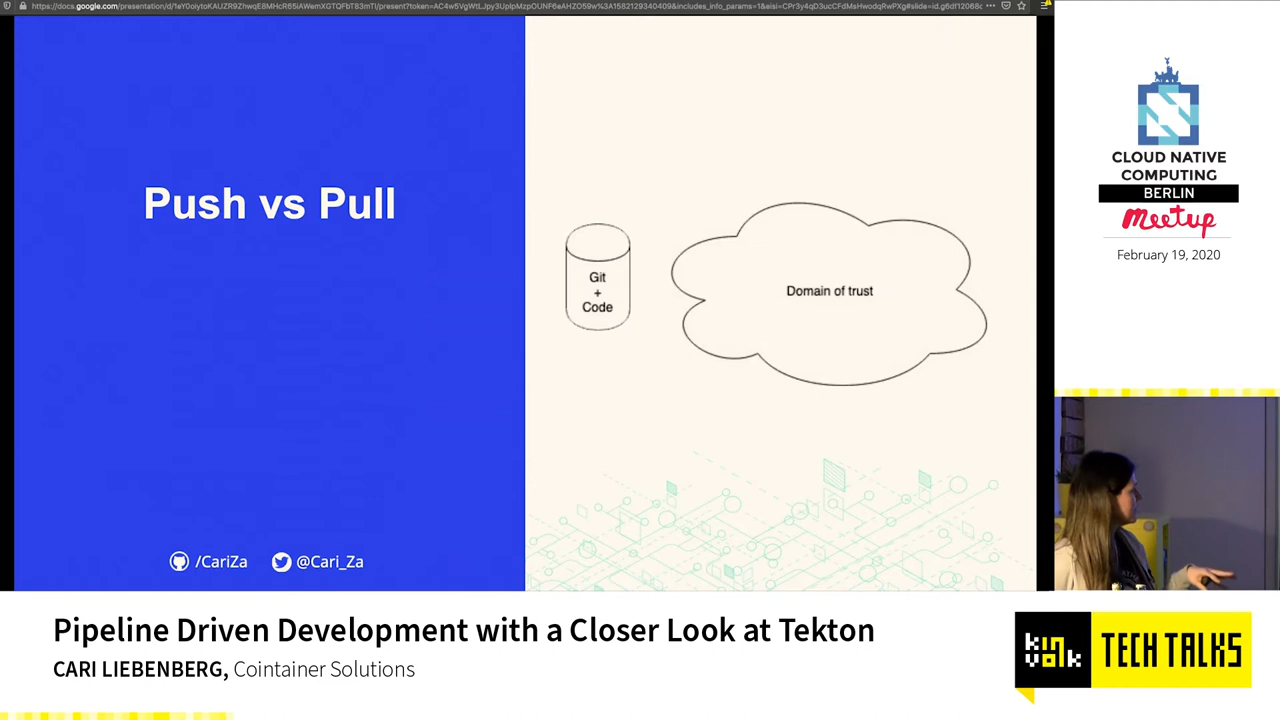 Push vs Pull
/CariZa
@Cari_Za
Git
+
Code
Domain of trust
CLOUD NATIVE
COMPUTING
BERLIN
meetup
February 19, 2020
Pipeline Driven Development with a Closer Look at Tekton
CARI LIEBENBERG, Cointainer Solutions
kinvolk
TECH TALKS